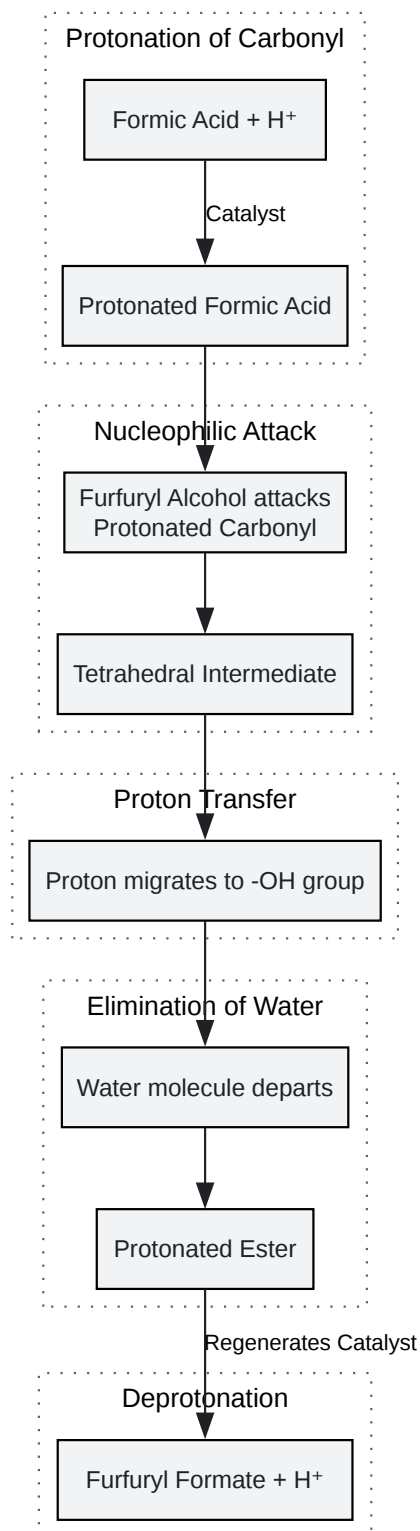 Protonation of Carbonyl
Formic Acid + H⁺
Catalyst
Protonated Formic Acid
Nucleophilic Attack
Furfuryl Alcohol attacks
Protonated Carbonyl
Tetrahedral Intermediate
Proton Transfer
Proton migrates to -OH group
Elimination of Water
Water molecule departs
Protonated Ester
Regenerates Catalyst
Deprotonation
Furfuryl Formate + H⁺